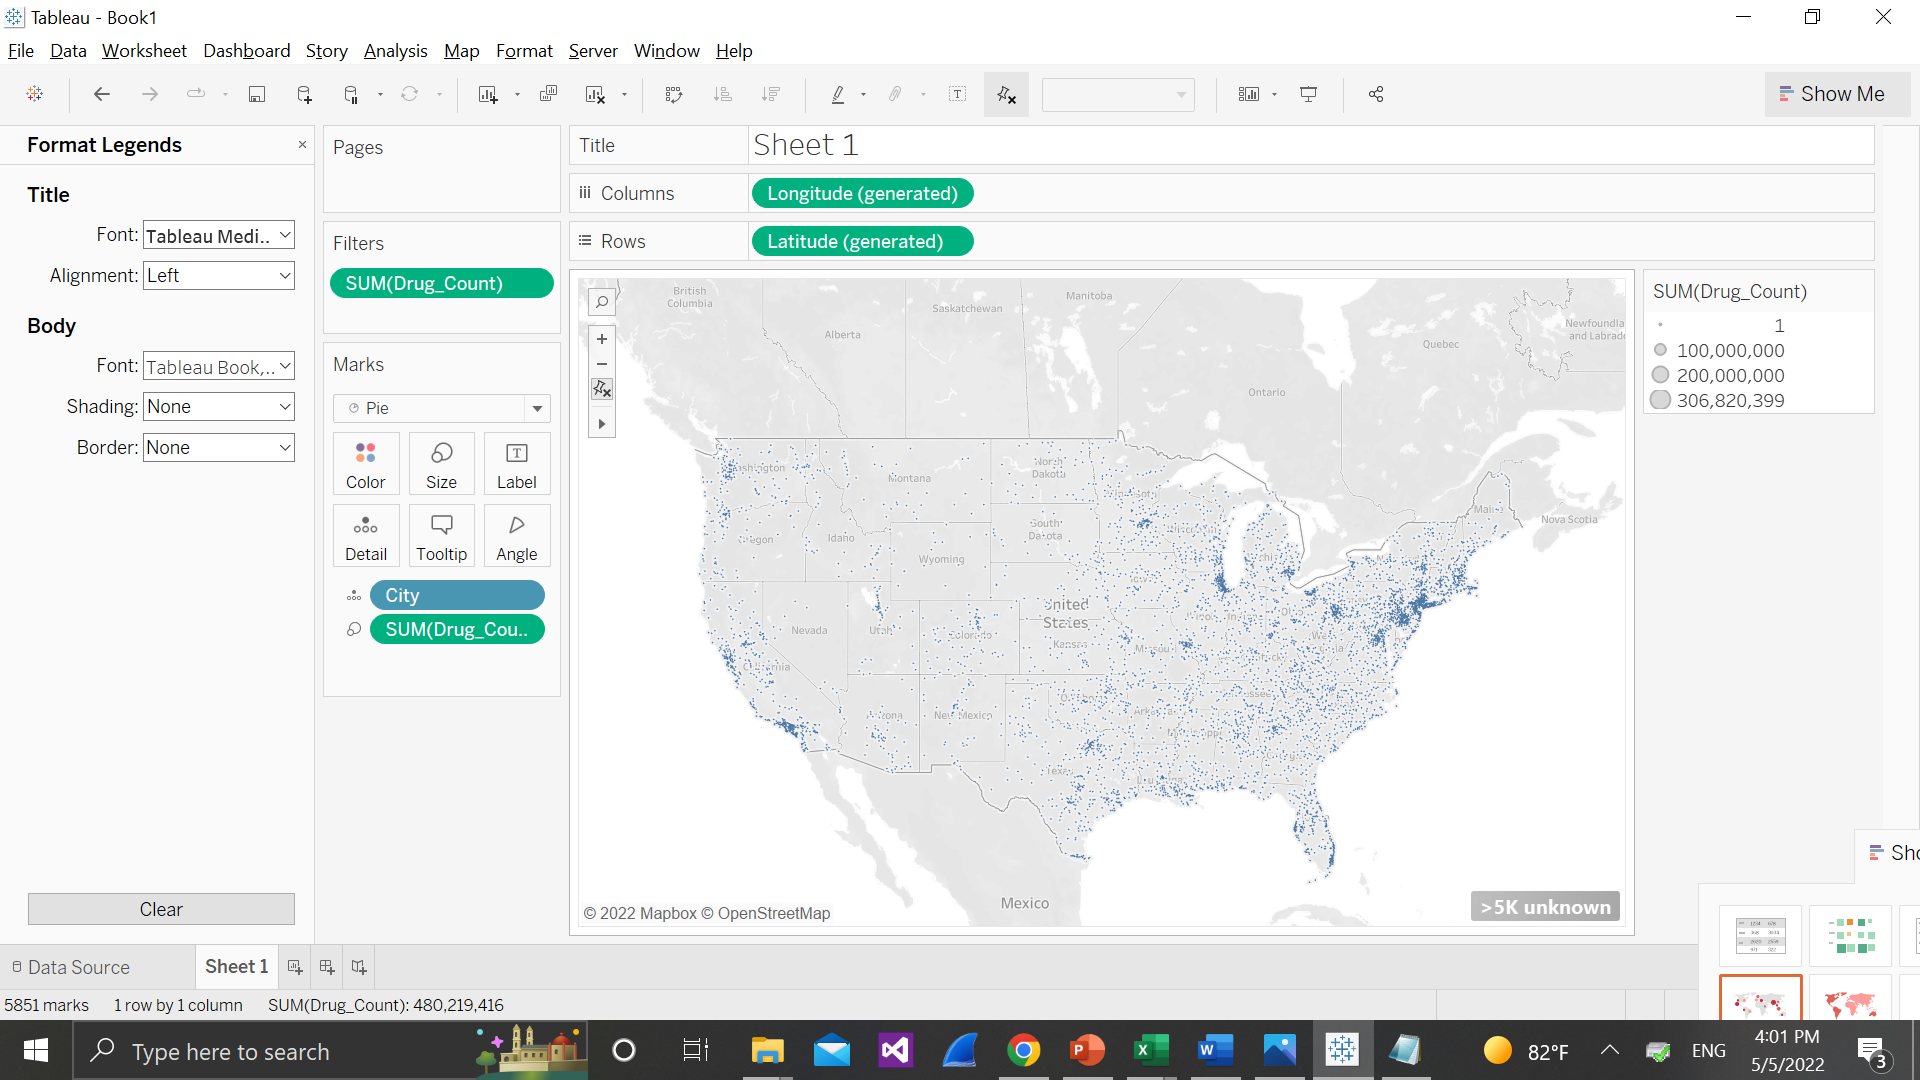 Tableau - Book1
File Data Worksheet Dashboard Story Analysis Map Format Server Window Help
Show Me
Format Legends
Title
Font: Tableau Medi..
Alignment: Left
Body
Font: Tableau Book,..
Shading: None
Border: None
Clear
Pages
Filters
SUM(Drug_Count)
Marks
Pie
Color Size Label
Detail Tooltip Angle
City
SUM(Drug_Cou..
Title Sheet 1
Columns Longitude (generated)
Rows Latitude (generated)
British
Columbia
Alberta
Saskatchewan
Manitoba
Ontario
Quebec
Newfoundla
and Labrado
Nova Scotia
Montana
North
Dakota
South
Dakota
Idaho
Wyoming
Nevada
Utah
Colorado
United
States
Kansas
Missou
California
New Mexico
Texas
Mexico
© 2022 Mapbox © OpenStreetMap
>5K unknown
SUM(Drug_Count)
1
100,000,000
200,000,000
306,820,399
Sho
Data Source Sheet 1
5851 marks 1 row by 1 column SUM(Drug_Count): 480,219,416
Type here to search
82°F
ENG
4:01 PM
5/5/2022
3